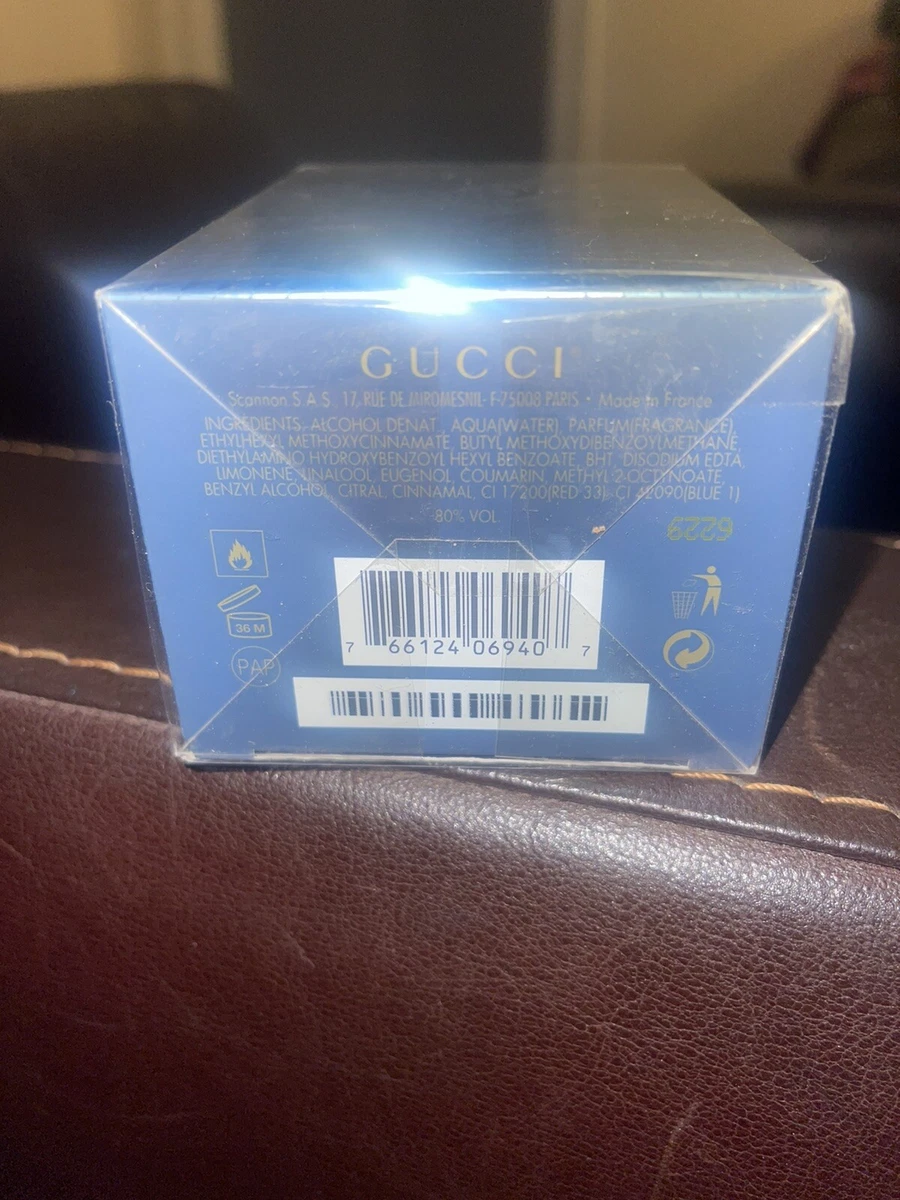 GUCCI
Scannon S A S 17, RUE DE MIROMESNIL- F-75008 PARIS • Made in France
INGREDIENTS, ALCOHOL DENAT., AQUA(WATER), PARFUM(FRAGRANCE),
ETHYLHEXYL METHOXYCINNAMATE, BUTYL METHOXYDIBENZOYLMETHANE,
DIETHYLAMINO HYDROXYBENZOYL HEXYL BENZOATE, BHT, DISODIUM EDTA,
LIMONENE, LINALOOL, EUGENOL, COUMARIN, METHYL 2-OCTYNOATE,
BENZYL ALCOHOL, CITRAL, CINNAMAL, CI 17200(RED 33), CI 42090(BLUE 1)
80% VOL
6229
36 M
PAP
7 66124 06940 7